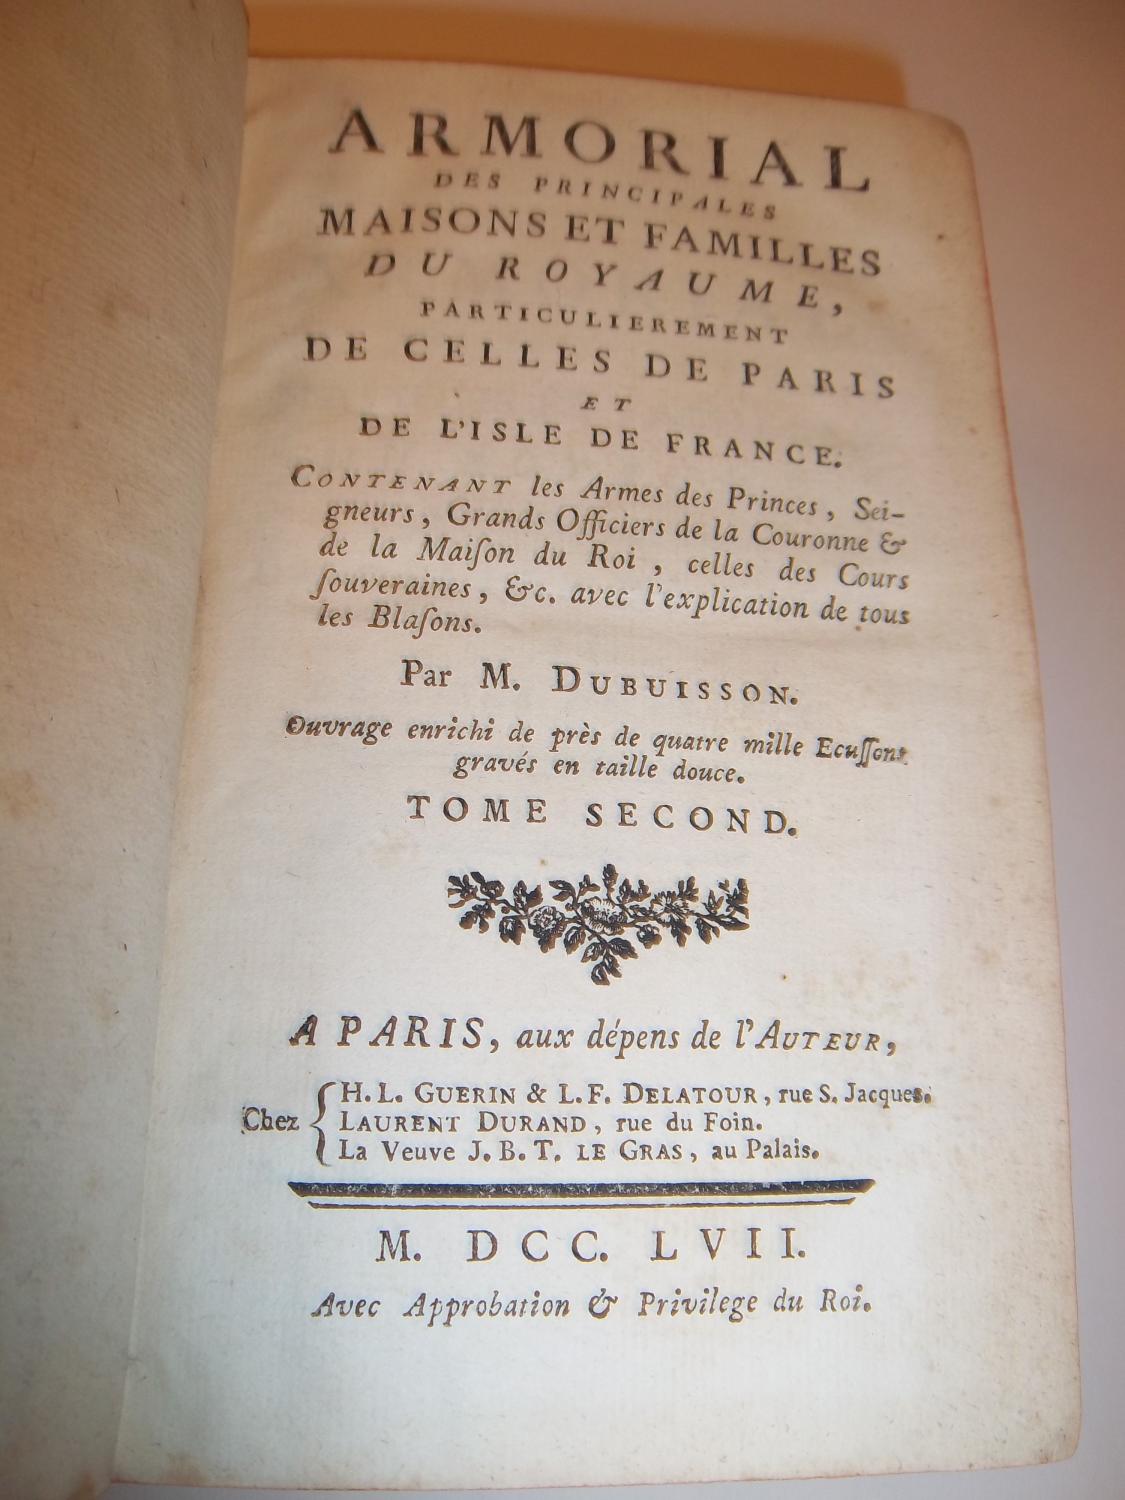 ARMORIAL
DES PRINCIPALES
MAISONS ET FAMILLES
DU ROYAUME,
PARTICULIEREMENT
DE CELLES DE PARIS
ET
DE L'ISLE DE FRANCE.
CONTENANT les Armes des Princes, Sei-
gneurs, Grands Officiers de la Couronne &
de la Maiſon du Roi, celles des Cours
ſouveraines, &c. avec l'explication de tous
les Blaſons.
Par M. DUBUISSON.
Ouvrage enrichi de près de quatre mille Ecuſſons
gravés en taille douce.
TOME SECOND.
A PARIS, aux dépens de l'AUTEUR,
Chez
H. L. GUERIN & L. F. DELATOUR, rue S. Jacques.
LAURENT DURAND, rue du Foin.
La Veuve J. B. T. LE GRAS, au Palais.
M. DCC. LVII.
Avec Approbation & Privilege du Roi.